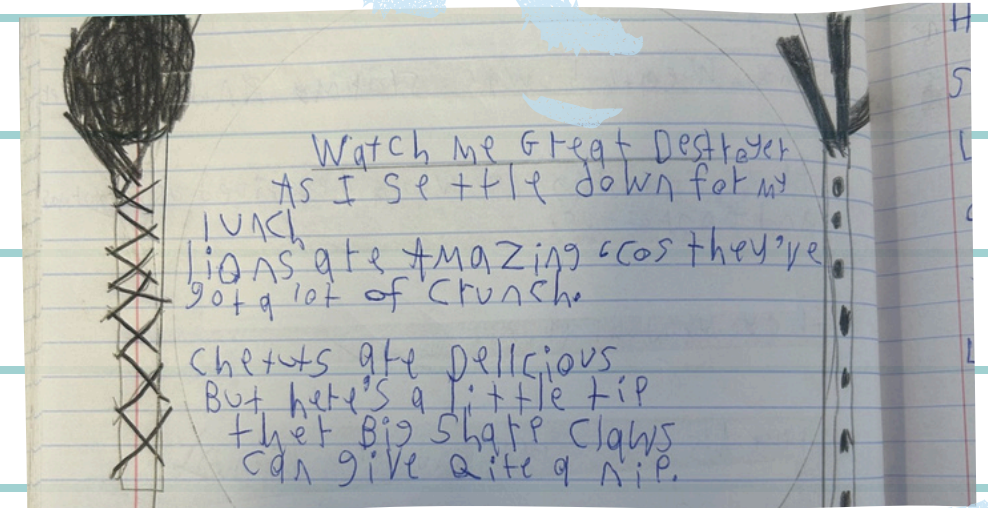 Watch Me Great Destroyer
As I settle down for my
lunch
lions are Amazing 'cos they've
got a lot of crunch.
chetuts are Delicious
But here's a little tip
ther Big Sharp Claws
can give Qite a nip.
H
S
L
L